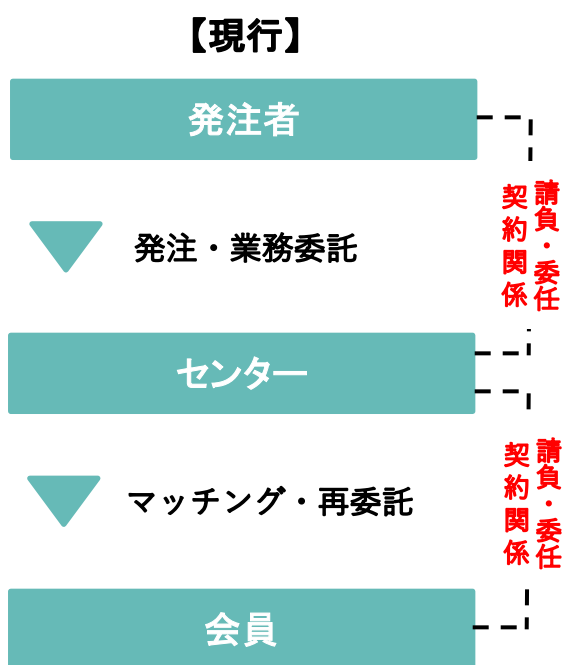 【現行】
発注者
発注・業務委託
請負・委任
契約関係
センター
マッチング・再委託
請負・委任
契約関係
会員